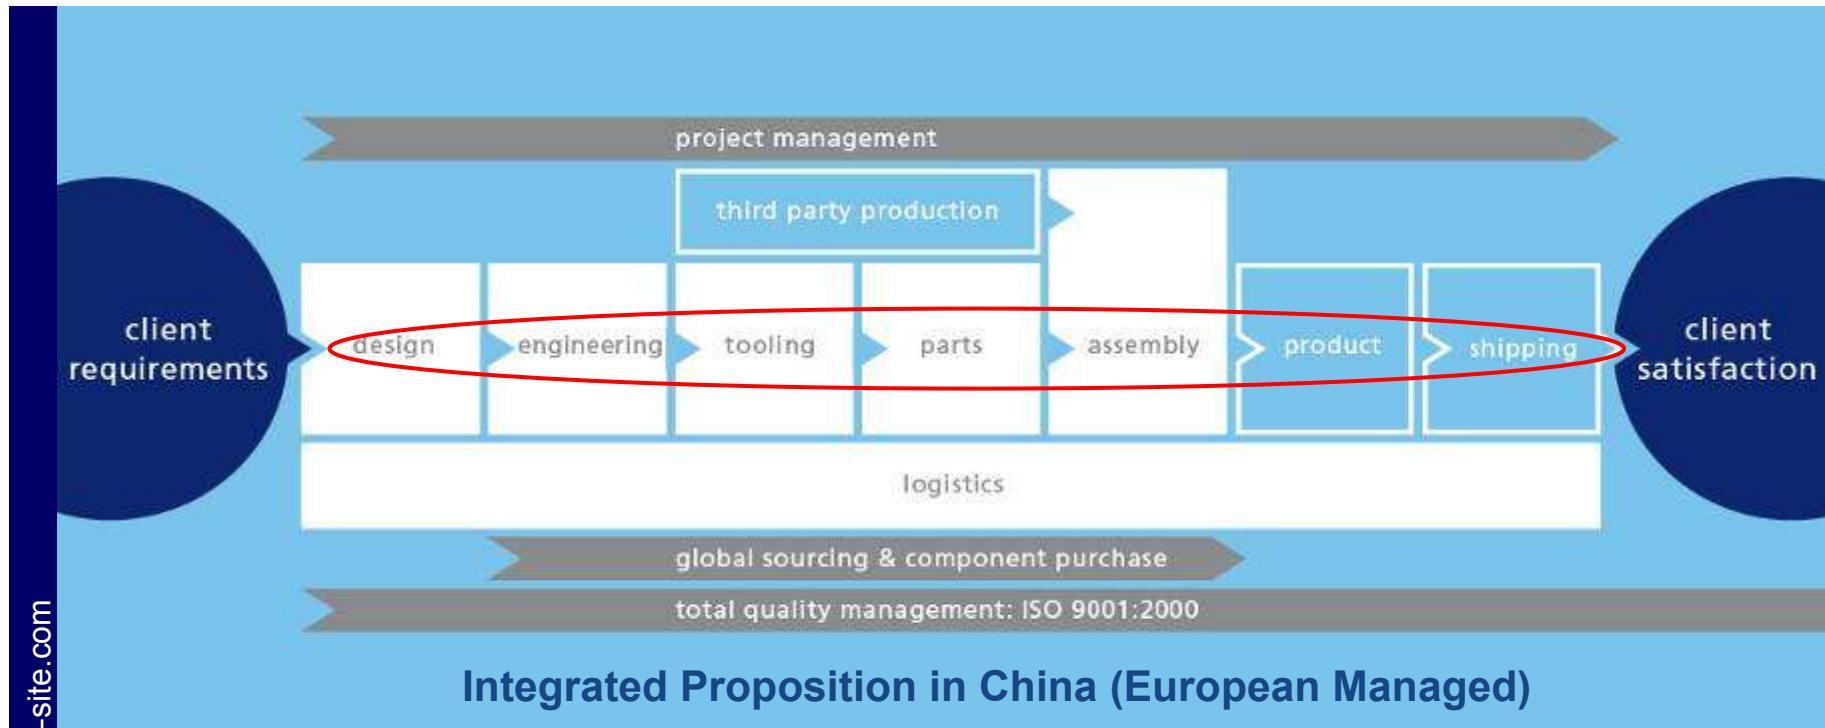 project management
third party production
client
requirements
design
engineering
tooling
parts
assembly
product
shipping
client
satisfaction
logistics
global sourcing & component purchase
total quality management: ISO 9001:2000
Integrated Proposition in China (European Managed)
-site.com